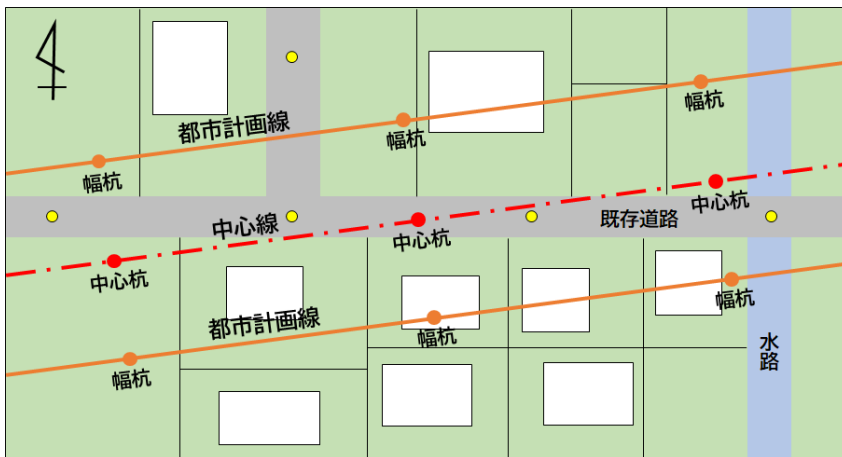 都市計画線
幅杭
幅杭
幅杭
中心線
中心杭
中心杭
中心杭
既存道路
都市計画線
幅杭
幅杭
幅杭
水路